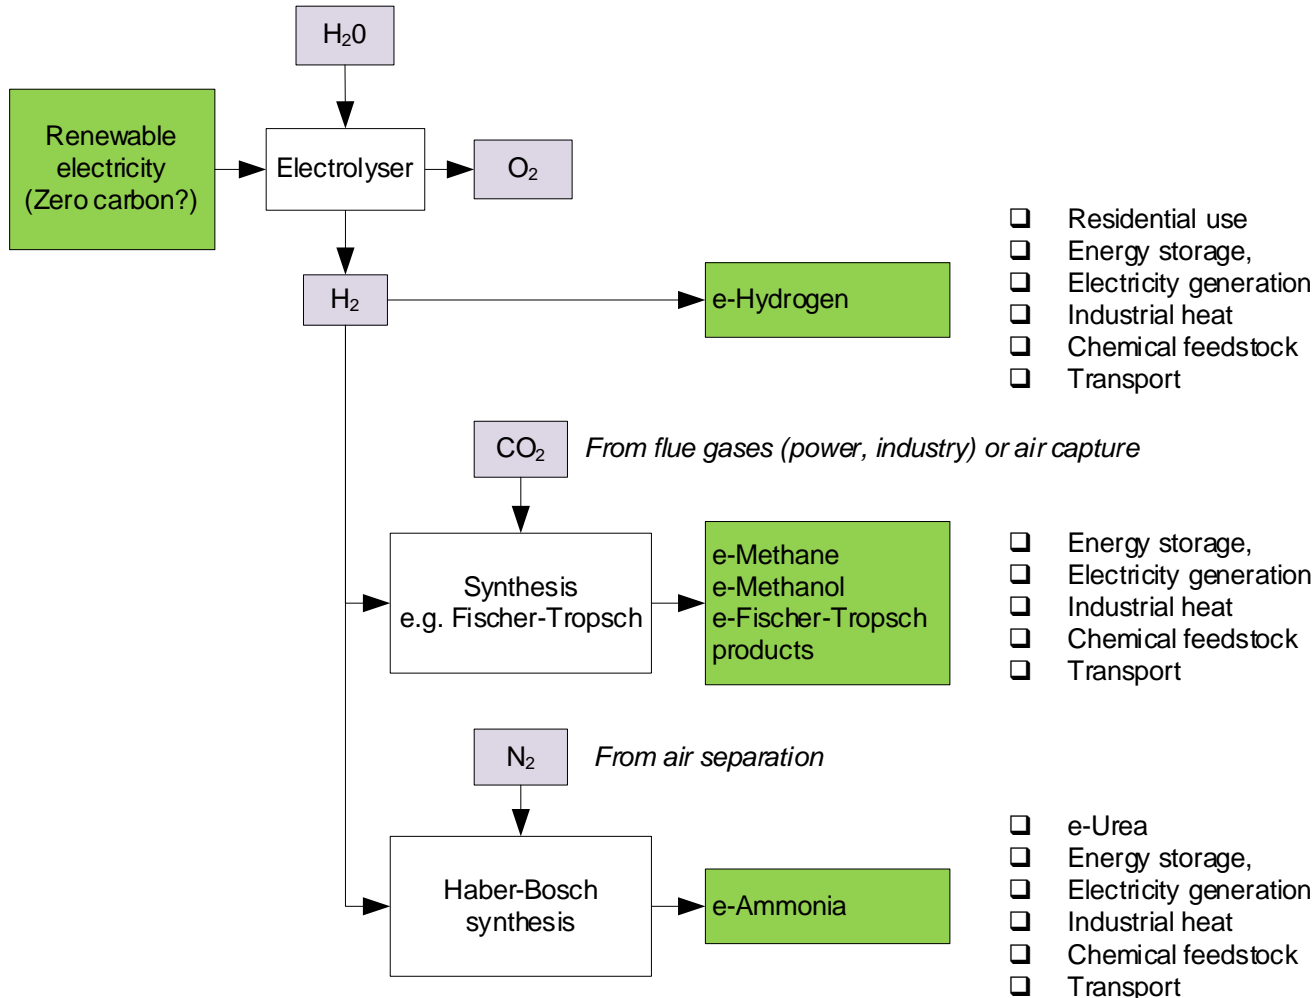 H₂0
Renewable
electricity
(Zero carbon?)
Electrolyser
O₂
H₂
e-Hydrogen
❑ Residential use
❑ Energy storage,
❑ Electricity generation
❑ Industrial heat
❑ Chemical feedstock
❑ Transport
CO₂
From flue gases (power, industry) or air capture
Synthesis
e.g. Fischer-Tropsch
e-Methane
e-Methanol
e-Fischer-Tropsch
products
❑ Energy storage,
❑ Electricity generation
❑ Industrial heat
❑ Chemical feedstock
❑ Transport
N₂
From air separation
Haber-Bosch
synthesis
e-Ammonia
❑ e-Urea
❑ Energy storage,
❑ Electricity generation
❑ Industrial heat
❑ Chemical feedstock
❑ Transport